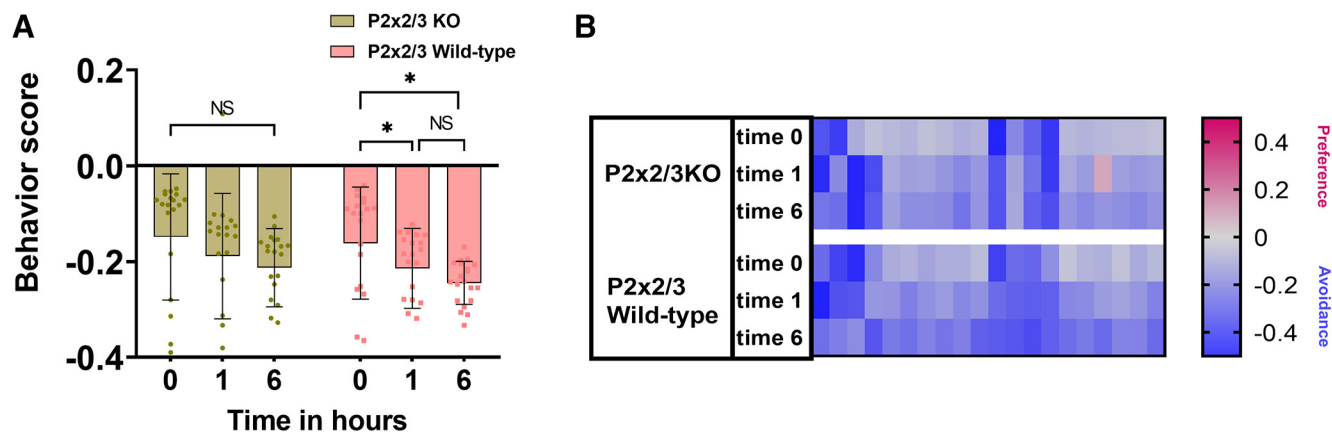 A
P2x2/3 KO
P2x2/3 Wild-type
Behavior score
0.2
0.0
-0.2
-0.4
NS
*
*
NS
0 1 6 0 1 6
Time in hours
B
P2x2/3KO
time 0
time 1
time 6
P2x2/3
Wild-type
time 0
time 1
time 6
0.4
0.2
0
-0.2
-0.4
Preference
Avoidance